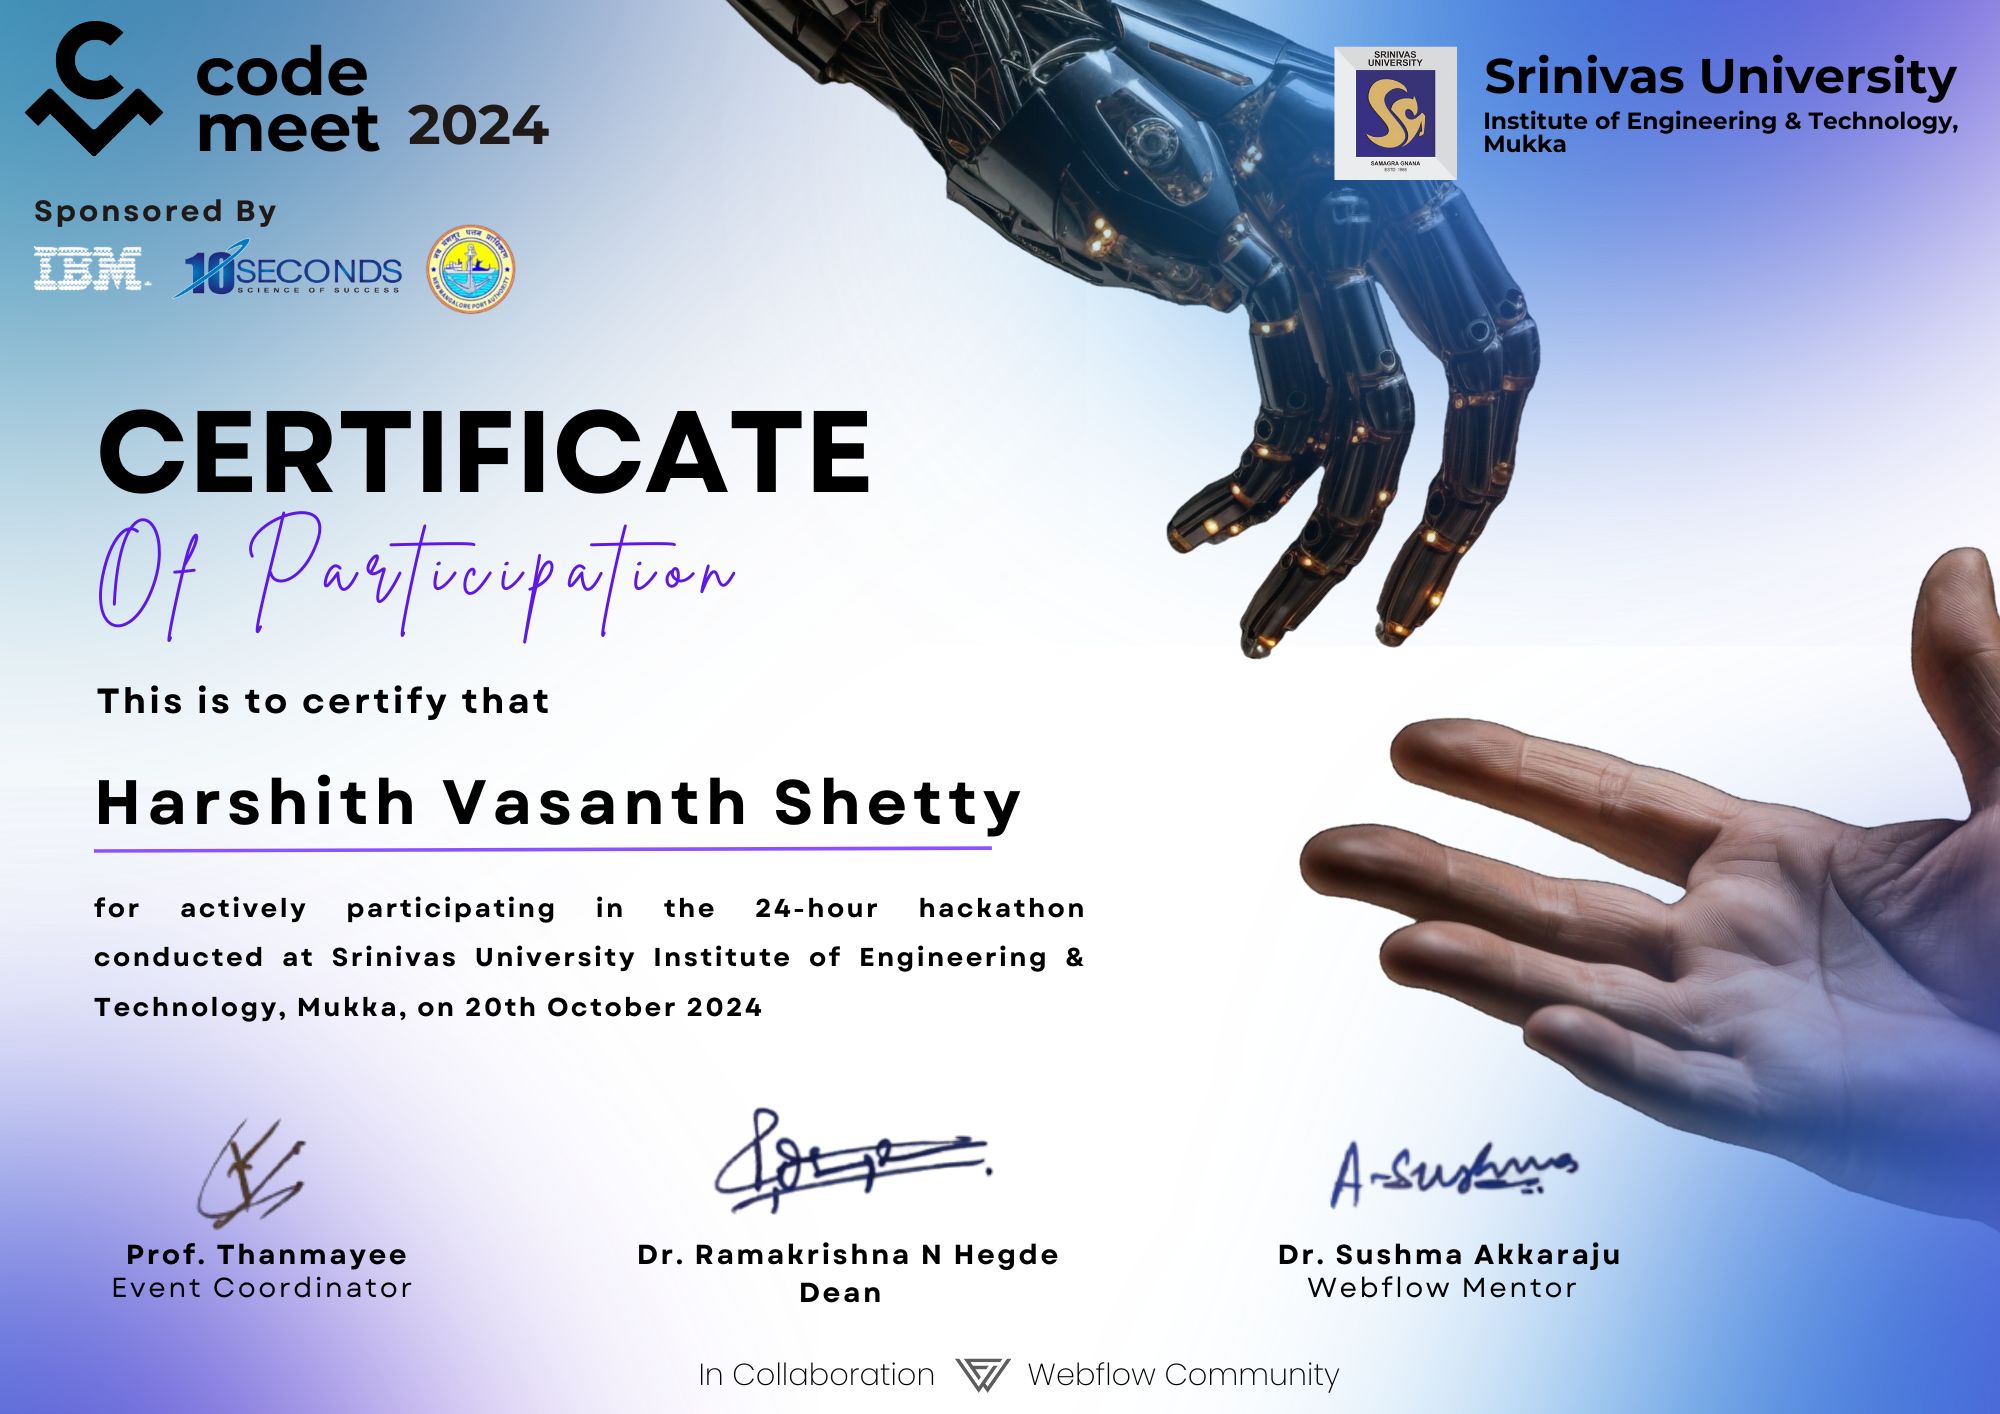 code
meet 2024
SRINIVAS
UNIVERSITY
SAMAGRA GNANA
Srinivas University
Institute of Engineering & Technology,
Mukka
Sponsored By
IBM
10 SECONDS
SCIENCE OF SUCCESS
NEW MANGALORE PORT AUTHORITY
CERTIFICATE
Of Participation
This is to certify that
Harshith Vasanth Shetty
for actively participating in the 24-hour hackathon
conducted at Srinivas University Institute of Engineering &
Technology, Mukka, on 20th October 2024
A-Sushma
Prof. Thanmayee
Event Coordinator
Dr. Ramakrishna N Hegde
Dean
Dr. Sushma Akkaraju
Webflow Mentor
In Collaboration Webflow Community